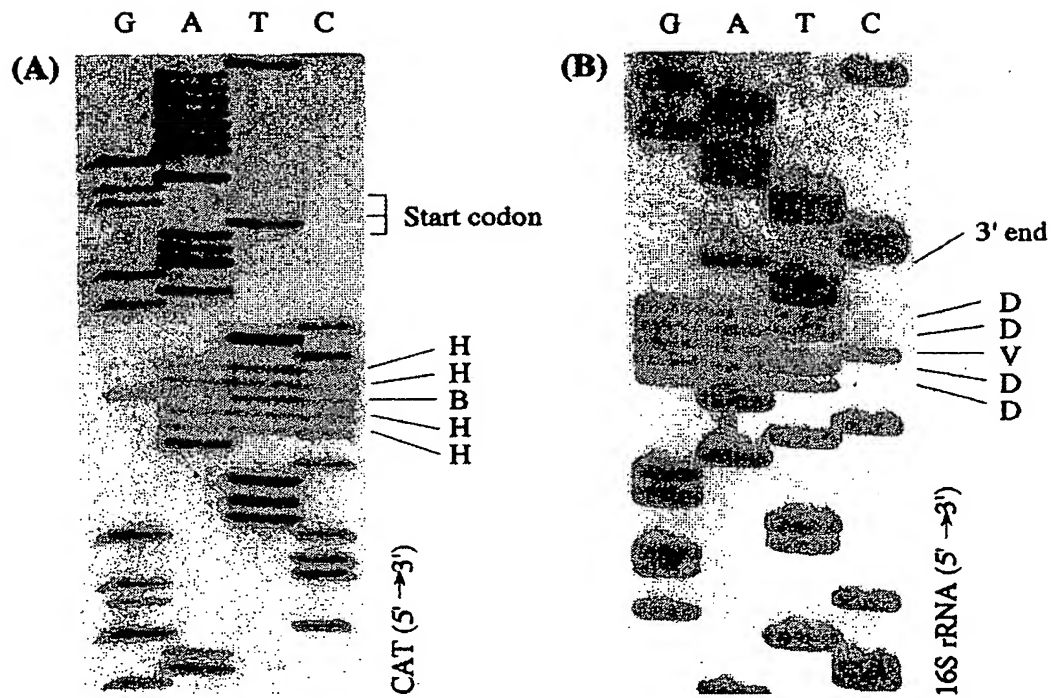 G A T C
(A)
Start codon
H
H
B
H
H
CAT (5' → 3')
G A T C
(B)
3' end
D
D
V
D
D
16S rRNA (5' → 3')